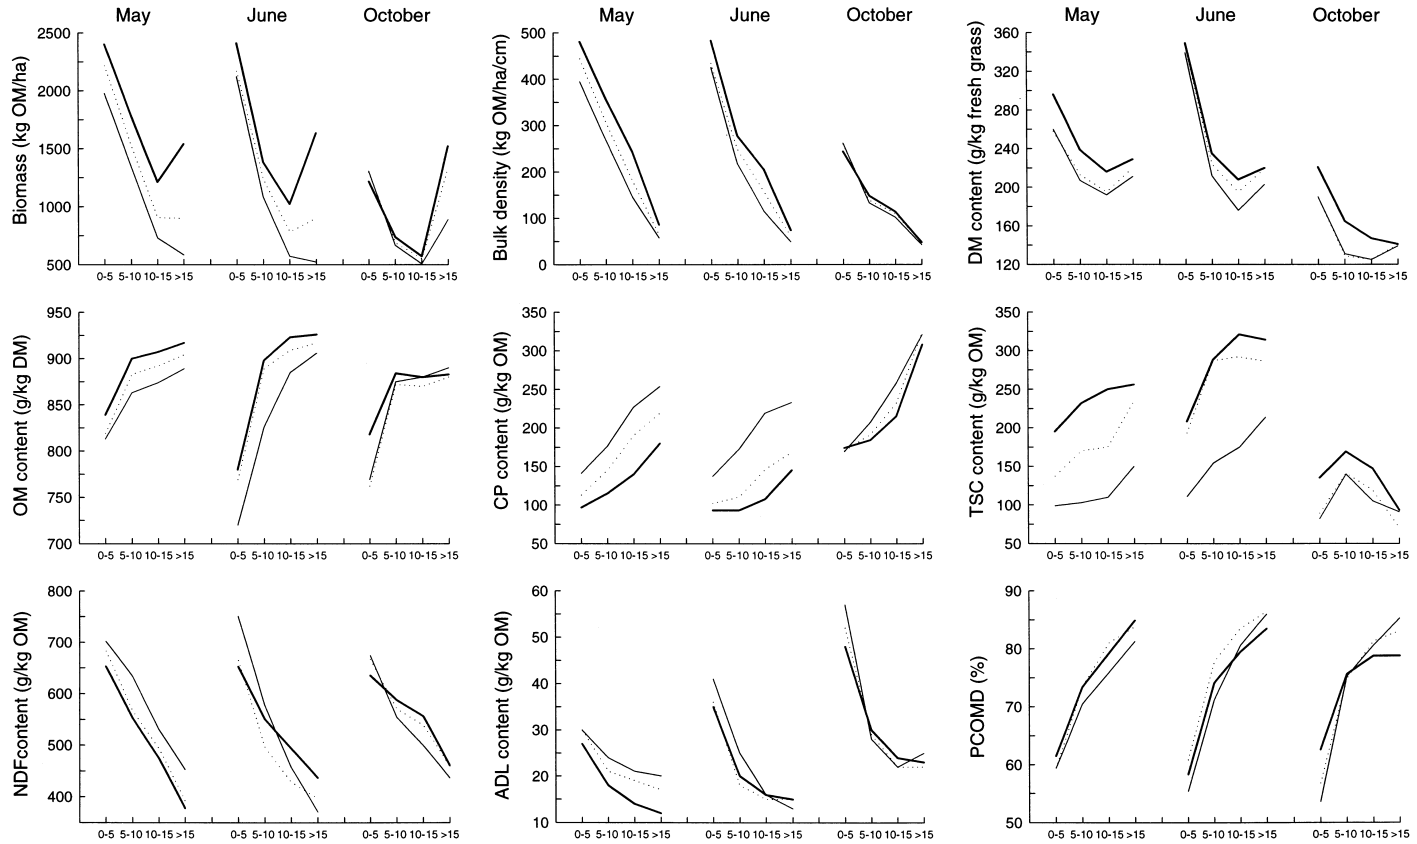 May June October
May June October
May June October
Biomass (kg OM/ha)
2500
2000
1500
1000
500
0-5 5-10 10-15 >15 0-5 5-10 10-15 >15 0-5 5-10 10-15 >15
Bulk density (kg OM/ha/cm)
500
400
300
200
100
0
0-5 5-10 10-15 >15 0-5 5-10 10-15 >15 0-5 5-10 10-15 >15
DM content (g/kg fresh grass)
360
320
280
240
200
160
120
0-5 5-10 10-15 >15 0-5 5-10 10-15 >15 0-5 5-10 10-15 >15
OM content (g/kg DM)
950
900
850
800
750
700
0-5 5-10 10-15 >15 0-5 5-10 10-15 >15 0-5 5-10 10-15 >15
CP content (g/kg OM)
350
300
250
200
150
100
50
0-5 5-10 10-15 >15 0-5 5-10 10-15 >15 0-5 5-10 10-15 >15
TSC content (g/kg OM)
350
300
250
200
150
100
50
0-5 5-10 10-15 >15 0-5 5-10 10-15 >15 0-5 5-10 10-15 >15
NDFcontent (g/kg OM)
800
700
600
500
400
0-5 5-10 10-15 >15 0-5 5-10 10-15 >15 0-5 5-10 10-15 >15
ADL content (g/kg OM)
60
50
40
30
20
10
0-5 5-10 10-15 >15 0-5 5-10 10-15 >15 0-5 5-10 10-15 >15
PCOMD (%)
90
80
70
60
50
0-5 5-10 10-15 >15 0-5 5-10 10-15 >15 0-5 5-10 10-15 >15